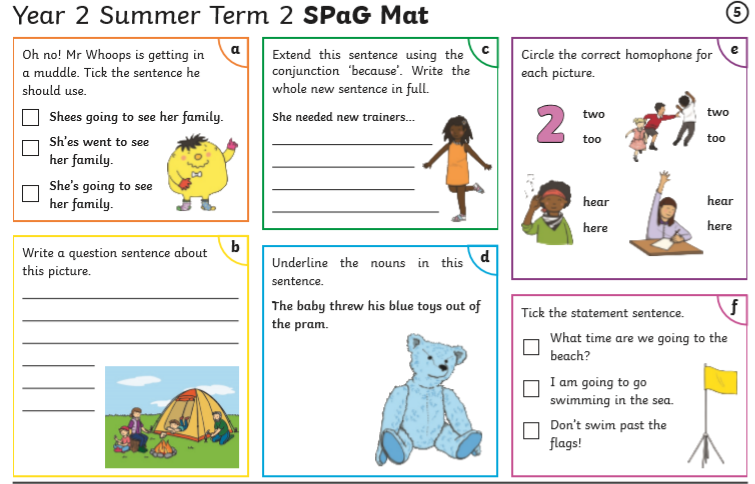 Year 2 Summer Term 2 SPaG Mat
5
a
Oh no! Mr Whoops is getting in
a muddle. Tick the sentence he
should use.
Shees going to see her family.
Sh'es went to see
her family.
She's going to see
her family.
b
Write a question sentence about
this picture.
c
Extend this sentence using the
conjunction 'because'. Write the
whole new sentence in full.
She needed new trainers...
d
Underline the nouns in this
sentence.
The baby threw his blue toys out of
the pram.
e
Circle the correct homophone for
each picture.
2
two
too
two
too
hear
here
hear
here
f
Tick the statement sentence.
What time are we going to the
beach?
I am going to go
swimming in the sea.
Don't swim past the
flags!